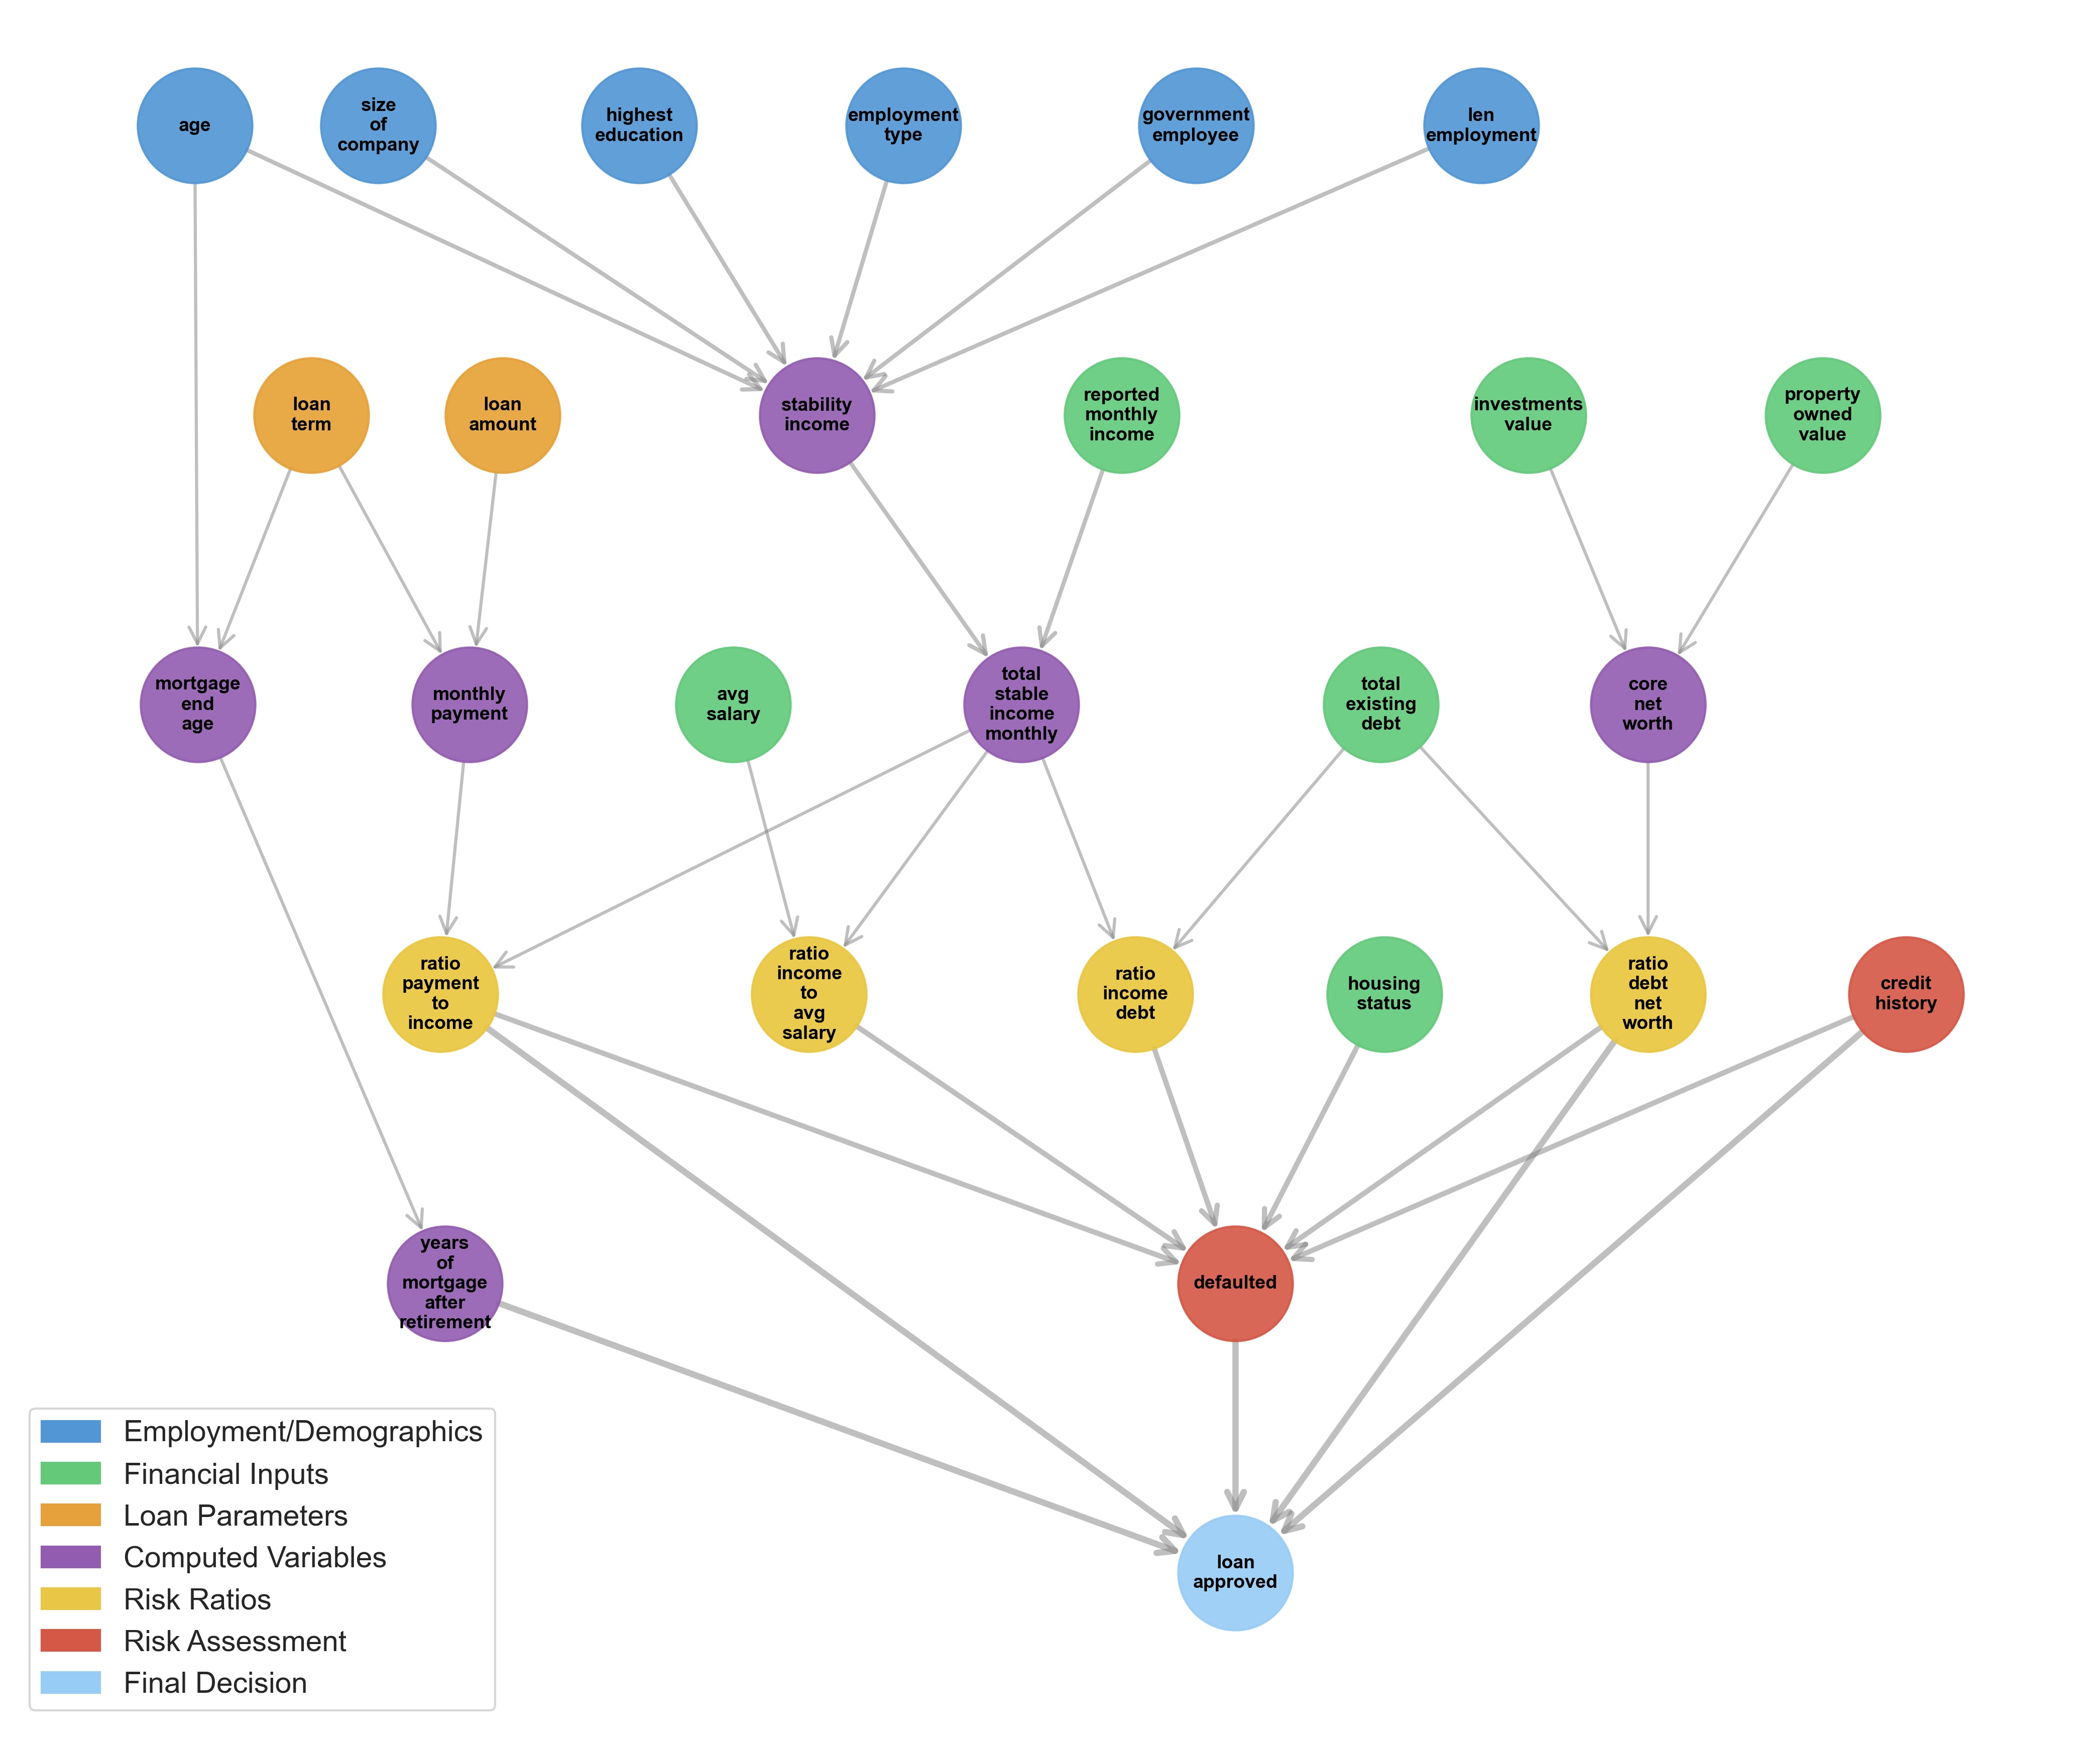 age
size
of
company
highest
education
employment
type
government
employee
len
employment
loan
term
loan
amount
stability
income
reported
monthly
income
investments
value
property
owned
value
mortgage
end
age
monthly
payment
avg
salary
total
stable
income
monthly
total
existing
debt
core
net
worth
ratio
payment
to
income
ratio
income
to
avg
salary
ratio
income
debt
housing
status
ratio
debt
net
worth
credit
history
years
of
mortgage
after
retirement
defaulted
loan
approved
Employment/Demographics
Financial Inputs
Loan Parameters
Computed Variables
Risk Ratios
Risk Assessment
Final Decision